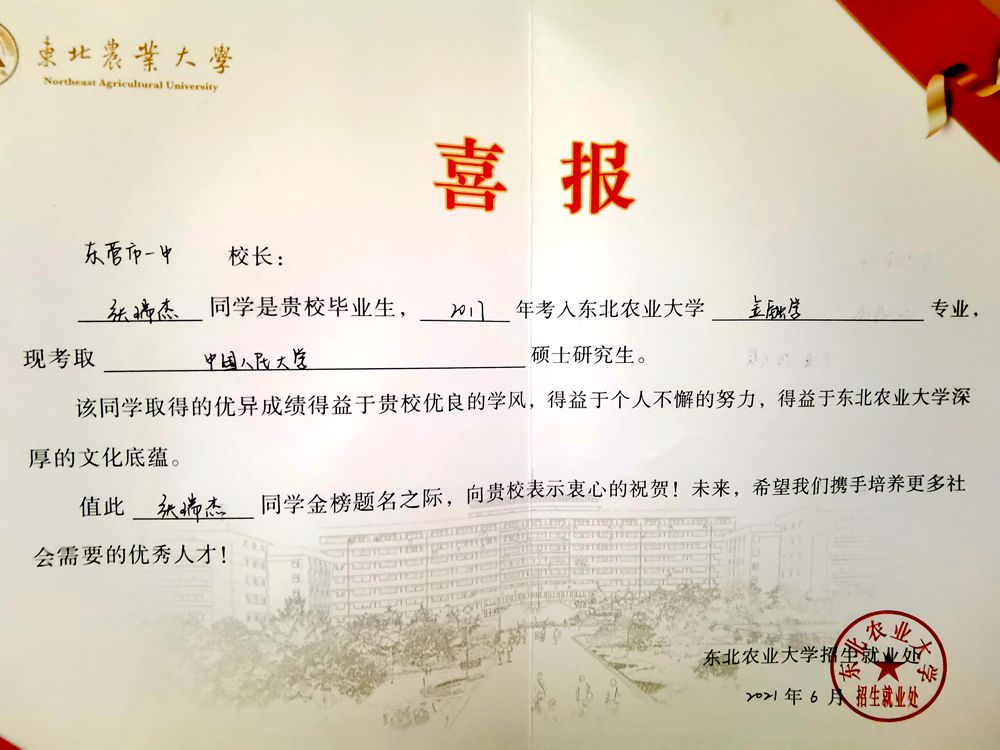 東北農業大學
Northeast Agricultural University
喜报
东营市一中 校长：
张瑞杰 同学是贵校毕业生，2017 年考入东北农业大学 金融学 专业，
现考取 中国人民大学 硕士研究生。
该同学取得的优异成绩得益于贵校优良的学风，得益于个人不懈的努力，得益于东北农业大学深
厚的文化底蕴。
值此 张瑞杰 同学金榜题名之际，向贵校表示衷心的祝贺！未来，希望我们携手培养更多社
会需要的优秀人才！
东北农业大学招生就业处
2021 年 6 月
东北农业大学
招生就业处